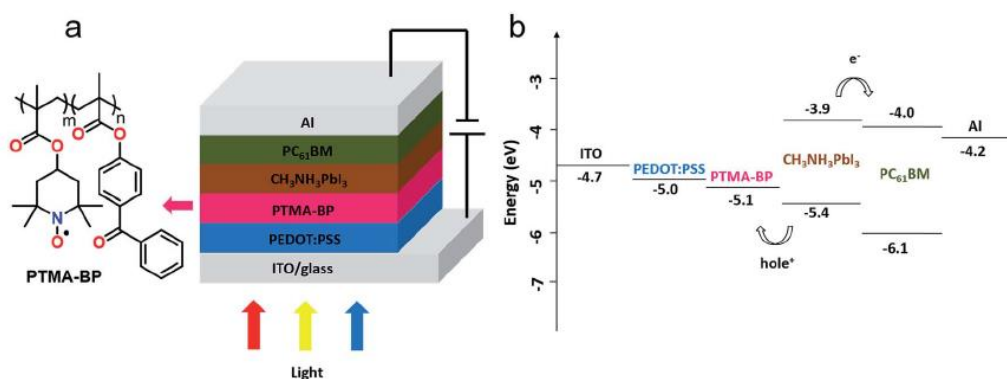 a
m
n
O
O
O
O
N
O•
O
PTMA-BP
Al
PC61BM
CH3NH3PbI3
PTMA-BP
PEDOT:PSS
ITO/glass
Light
b
Energy (eV)
-3
-4
-5
-6
-7
ITO
-4.7
PEDOT:PSS
-5.0
PTMA-BP
-5.1
-3.9
CH3NH3PbI3
-5.4
hole+
e-
-4.0
PC61BM
-6.1
Al
-4.2